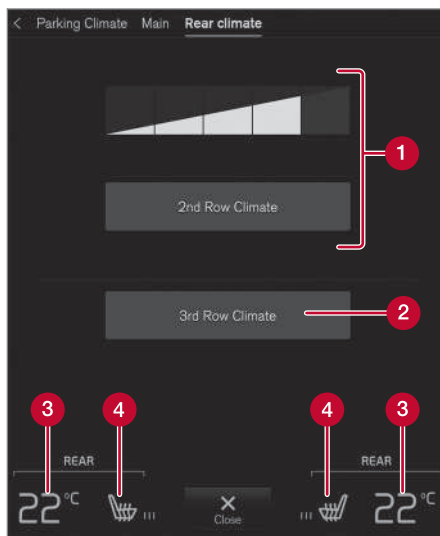 < Parking Climate Main Rear climate
1
2nd Row Climate
3rd Row Climate
2
3 4 4 3
REAR REAR
22°C 22°C
Close